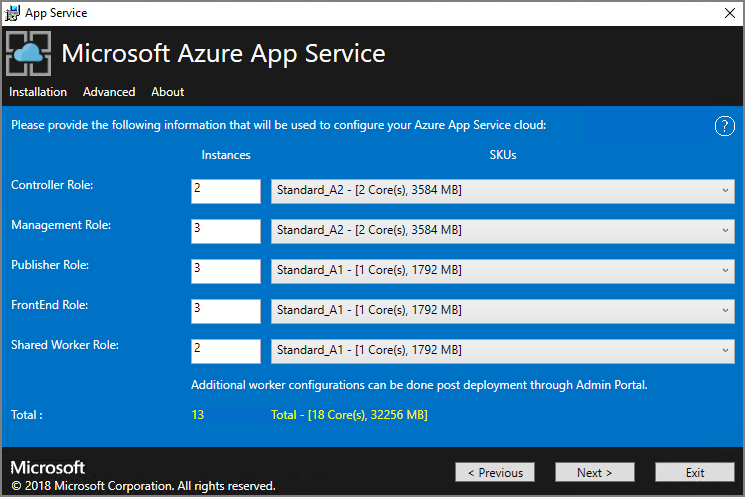 App Service
Microsoft Azure App Service
Installation Advanced About
Please provide the following information that will be used to configure your Azure App Service cloud: ?
Instances SKUs
Controller Role: 2 Standard_A2 - [2 Core(s), 3584 MB]
Management Role: 3 Standard_A2 - [2 Core(s), 3584 MB]
Publisher Role: 3 Standard_A1 - [1 Core(s), 1792 MB]
FrontEnd Role: 3 Standard_A1 - [1 Core(s), 1792 MB]
Shared Worker Role: 2 Standard_A1 - [1 Core(s), 1792 MB]
Additional worker configurations can be done post deployment through Admin Portal.
Total : 13 Total - [18 Core(s), 32256 MB]
Microsoft
© 2018 Microsoft Corporation. All rights reserved.
< Previous Next > Exit